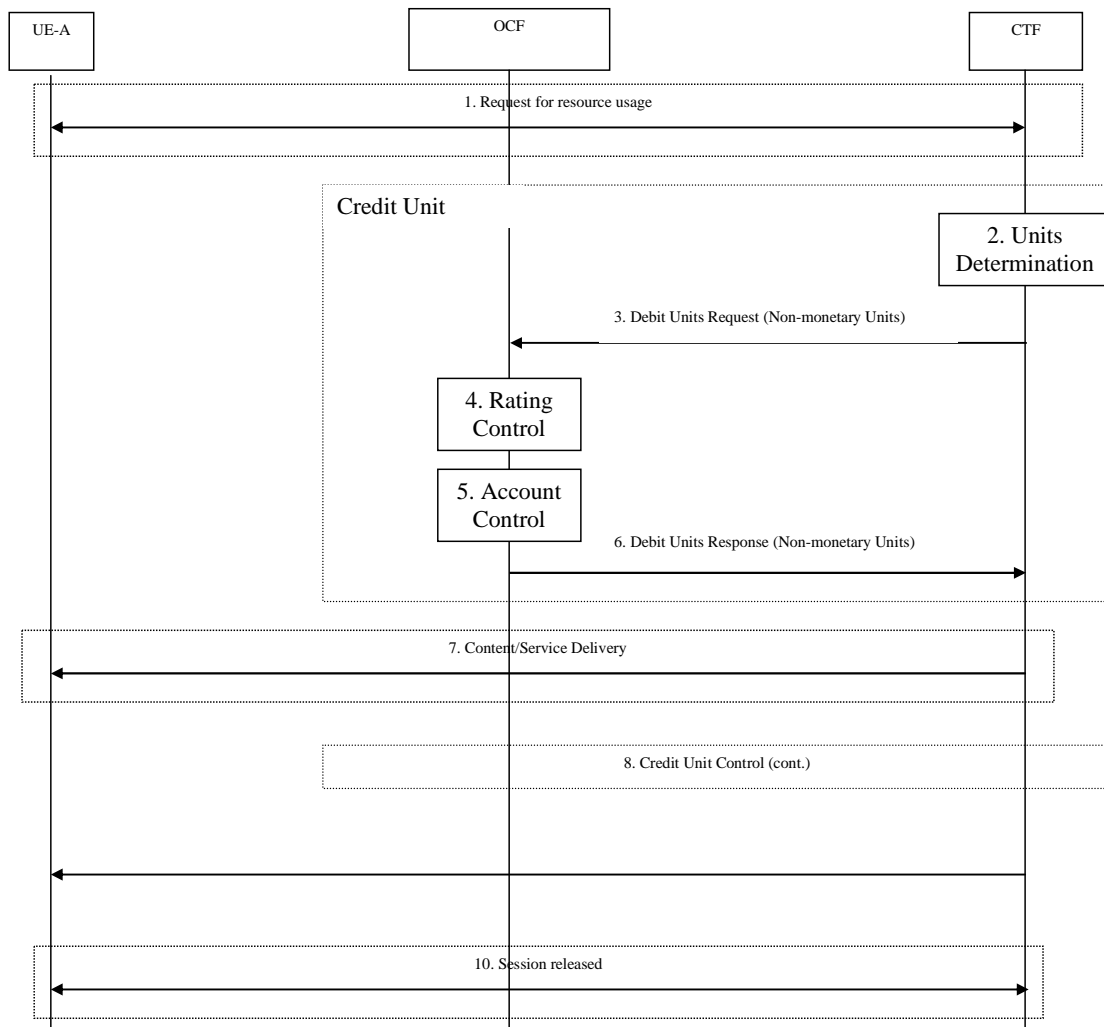 UE-A
OCF
CTF
1. Request for resource usage
Credit Unit
2. Units
Determination
3. Debit Units Request (Non-monetary Units)
4. Rating
Control
5. Account
Control
6. Debit Units Response (Non-monetary Units)
7. Content/Service Delivery
8. Credit Unit Control (cont.)
10. Session released